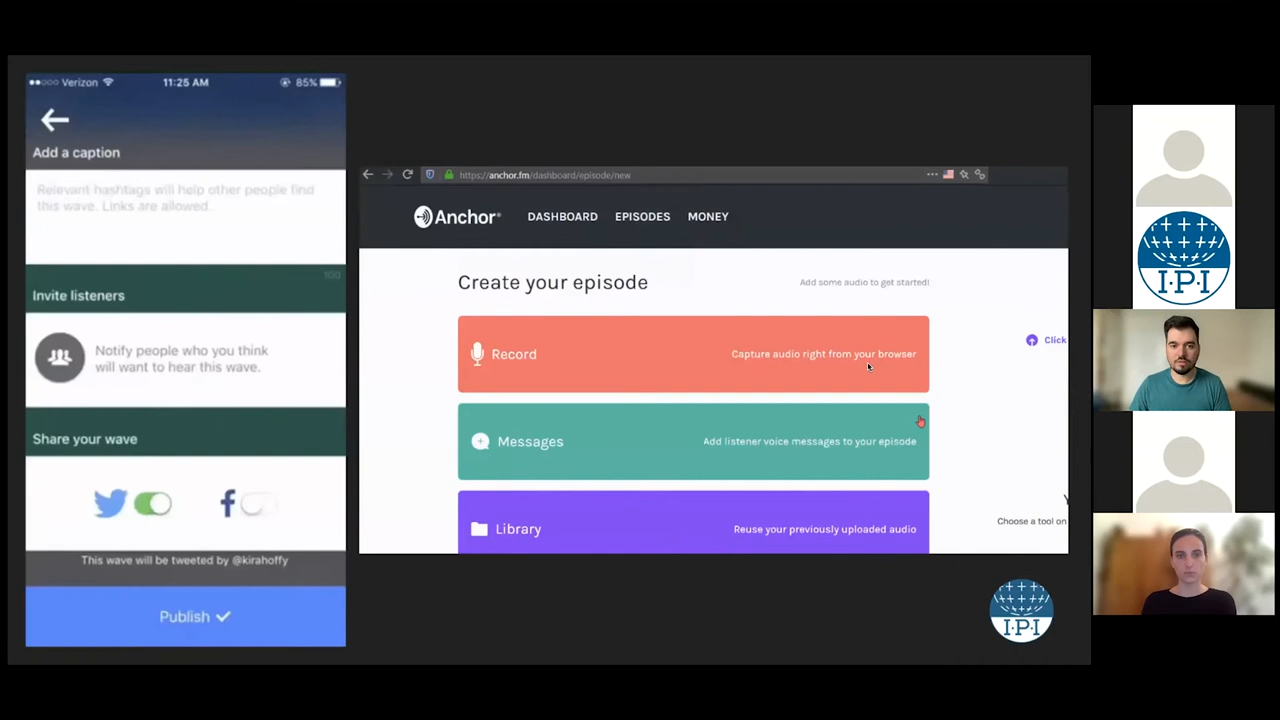 Verizon 11:25 AM 85%
Add a caption
Relevant hashtags will help other people find
this wave. Links are allowed.
100
Invite listeners
Notify people who you think
will want to hear this wave.
Share your wave
This wave will be tweeted by @kirahoffy
Publish
https://anchor.fm/dashboard/episode/new
Anchor DASHBOARD EPISODES MONEY
Create your episode Add some audio to get started!
Record Capture audio right from your browser
Click
Messages Add listener voice messages to your episode
Choose a tool on
Library Reuse your previously uploaded audio
I·P·I
I·P·I